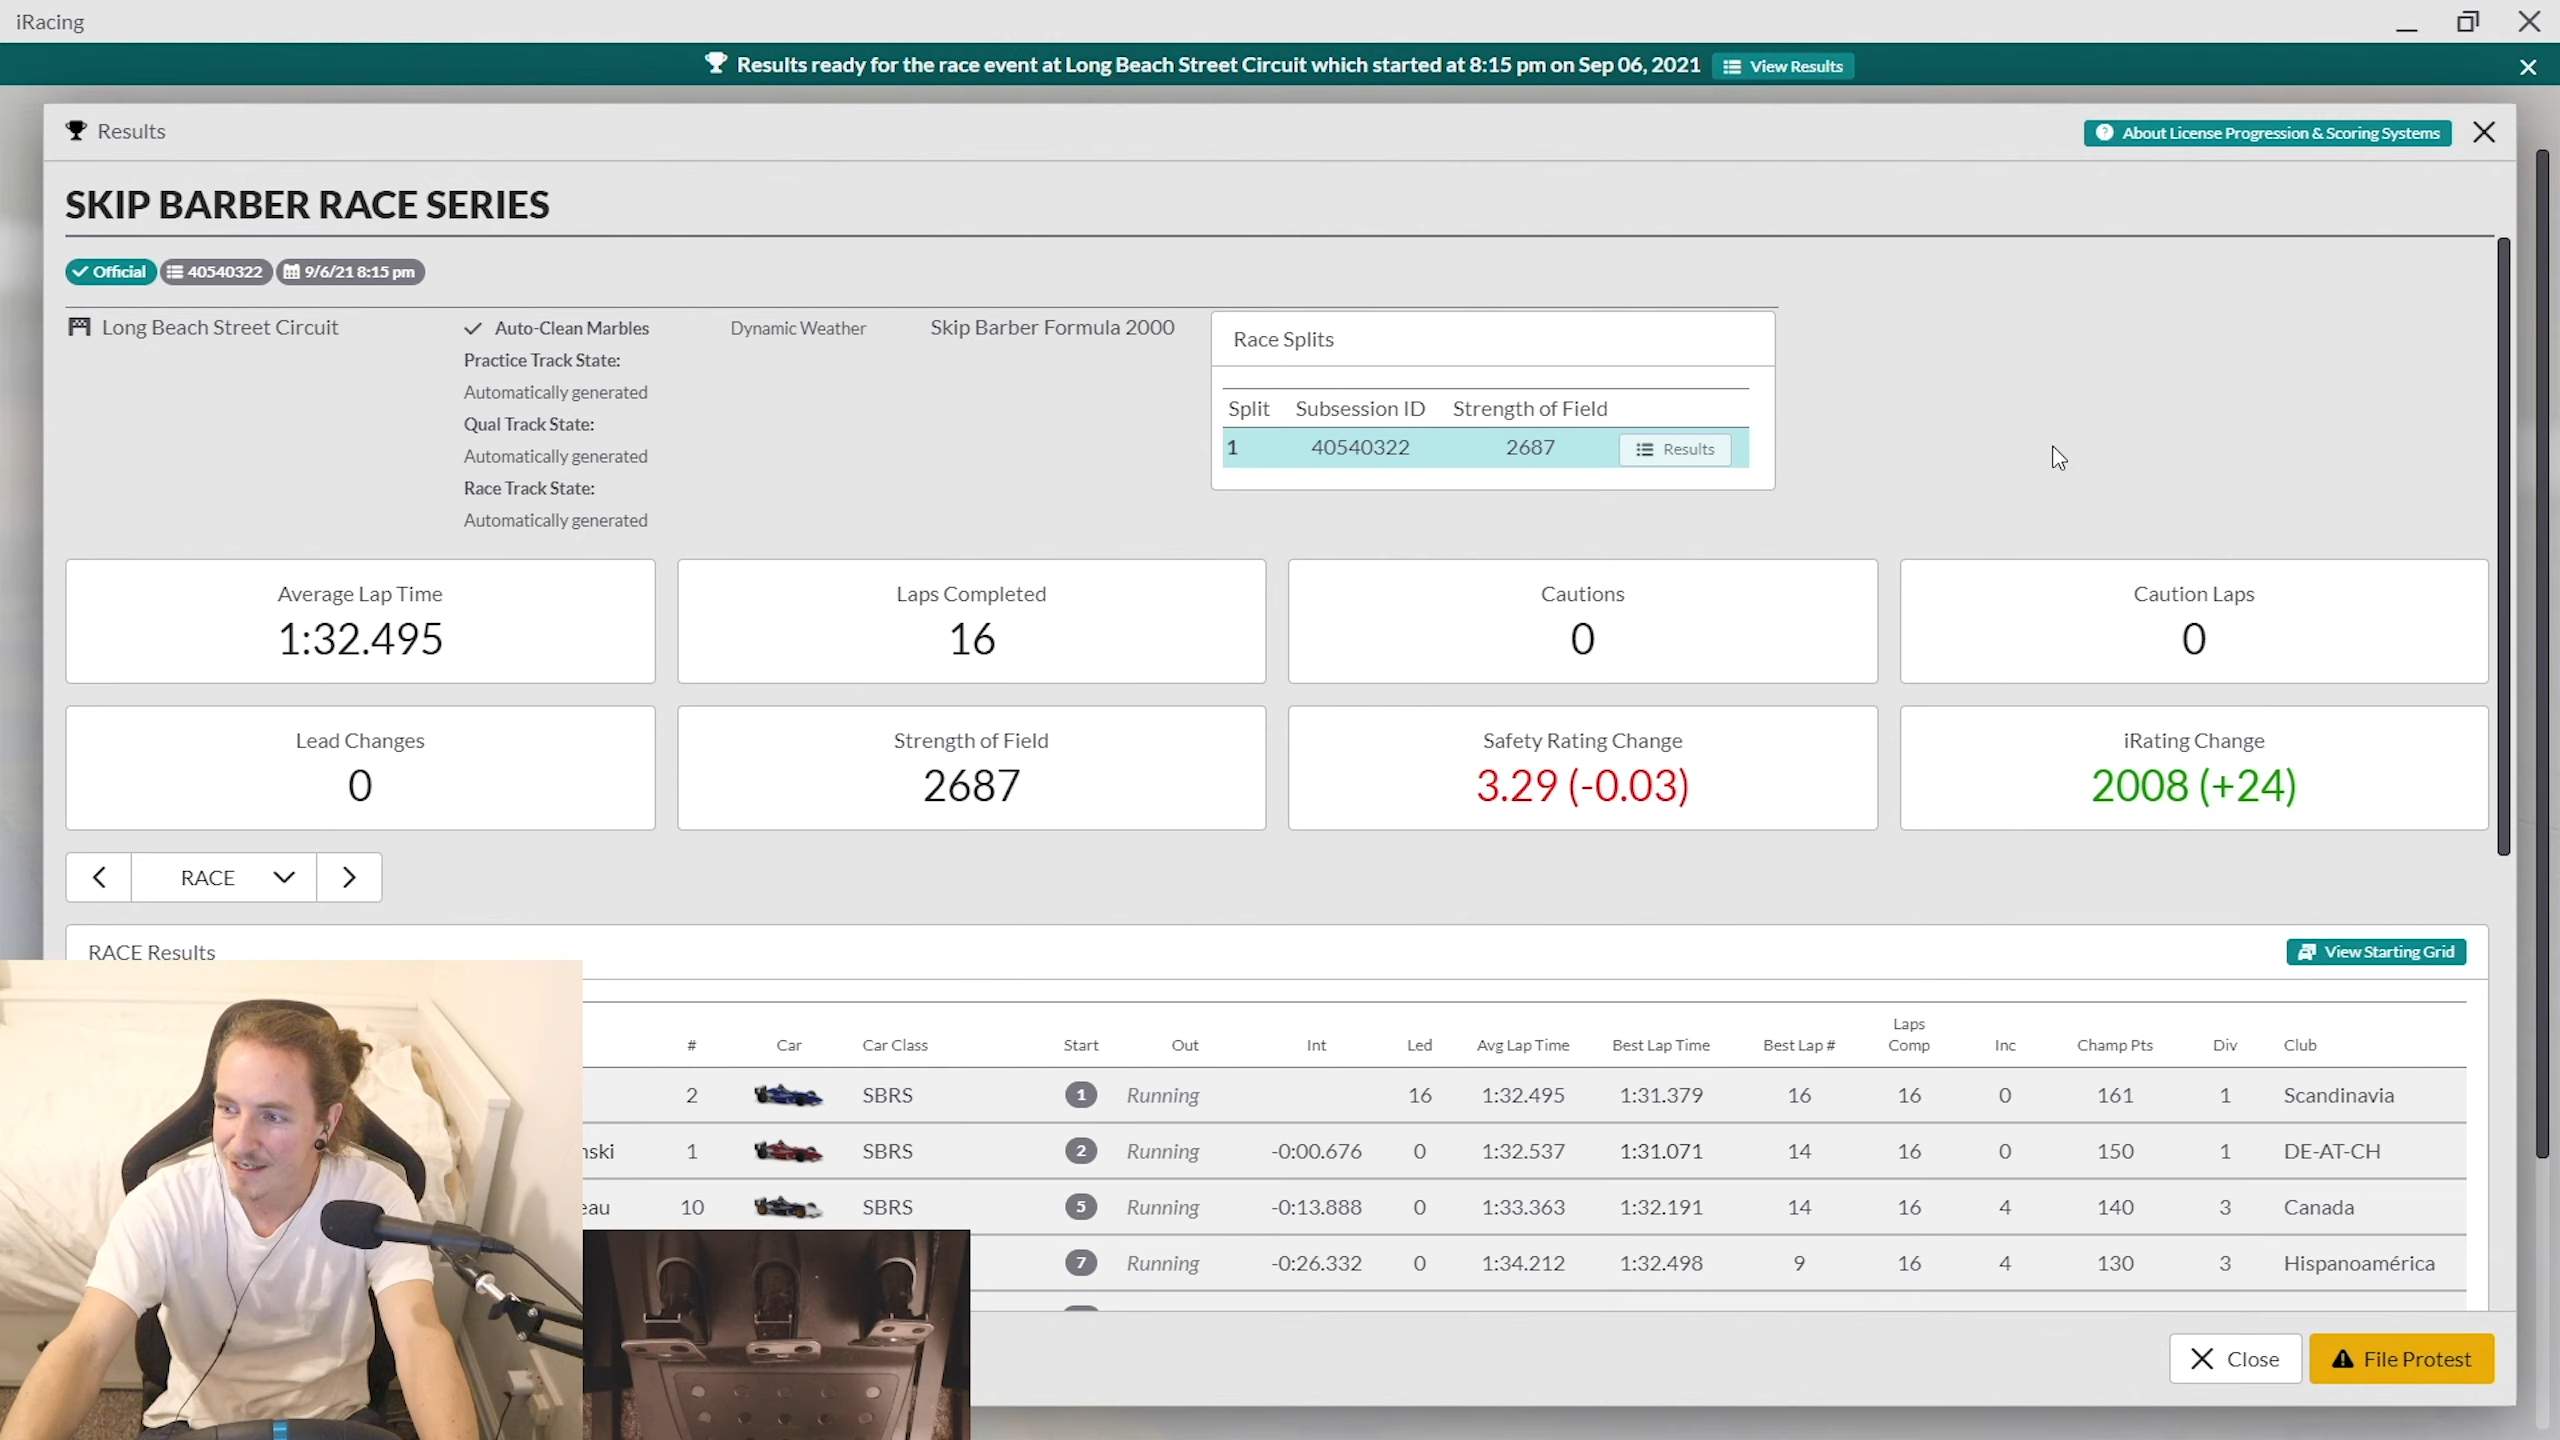 iRacing
Results ready for the race event at Long Beach Street Circuit which started at 8:15 pm on Sep 06, 2021 View Results
Results
About License Progression & Scoring Systems
SKIP BARBER RACE SERIES
Official 40540322 9/6/21 8:15 pm
Long Beach Street Circuit
Auto-Clean Marbles
Practice Track State:
Automatically generated
Qual Track State:
Automatically generated
Race Track State:
Automatically generated
Dynamic Weather
Skip Barber Formula 2000
Race Splits
Split Subsession ID Strength of Field
1 40540322 2687 Results
Average Lap Time
1:32.495
Laps Completed
16
Cautions
0
Caution Laps
0
Lead Changes
0
Strength of Field
2687
Safety Rating Change
3.29 (-0.03)
iRating Change
2008 (+24)
RACE
RACE Results
View Starting Grid
# Car Car Class Start Out Int Led Avg Lap Time Best Lap Time Best Lap # Laps Comp Inc Champ Pts Div Club
2 SBRS 1 Running 16 1:32.495 1:31.379 16 16 0 161 1 Scandinavia
nski 1 SBRS 2 Running -0:00.676 0 1:32.537 1:31.071 14 16 0 150 1 DE-AT-CH
eau 10 SBRS 5 Running -0:13.888 0 1:33.363 1:32.191 14 16 4 140 3 Canada
7 Running -0:26.332 0 1:34.212 1:32.498 9 16 4 130 3 Hispanoamérica
Close
File Protest